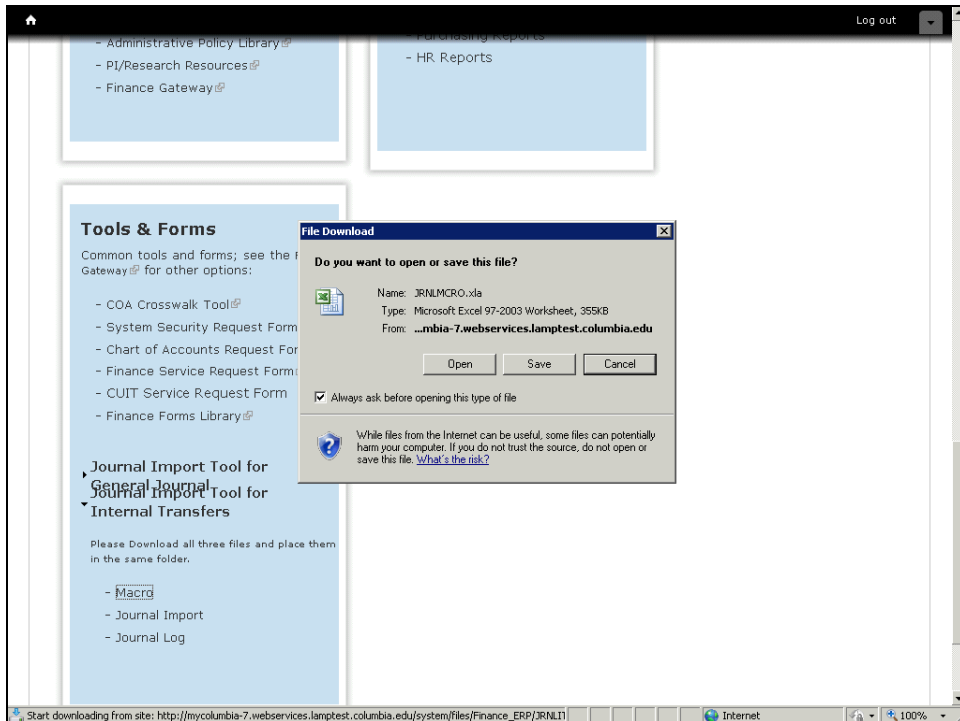 Log out
- Administrative Policy Library
- PI/Research Resources
- Finance Gateway
- Purchasing Reports
- HR Reports
Tools & Forms
Common tools and forms; see the
Gateway for other options:
- COA Crosswalk Tool
- System Security Request Form
- Chart of Accounts Request For
- Finance Service Request Form
- CUIT Service Request Form
- Finance Forms Library
Journal Import Tool for
General Journal
Journal Import Tool for
Internal Transfers
Please Download all three files and place them
in the same folder.
- Macro
- Journal Import
- Journal Log
File Download
Do you want to open or save this file?
Name: JRNLMCRO.xla
Type: Microsoft Excel 97-2003 Worksheet, 355KB
From: ...mbia-7.webservices.lamptest.columbia.edu
Open Save Cancel
Always ask before opening this type of file
While files from the Internet can be useful, some files can potentially
harm your computer. If you do not trust the source, do not open or
save this file. What's the risk?
Start downloading from site: http://mycolumbia-7.webservices.lamptest.columbia.edu/system/files/Finance_ERP/JRNLI
Internet
100%